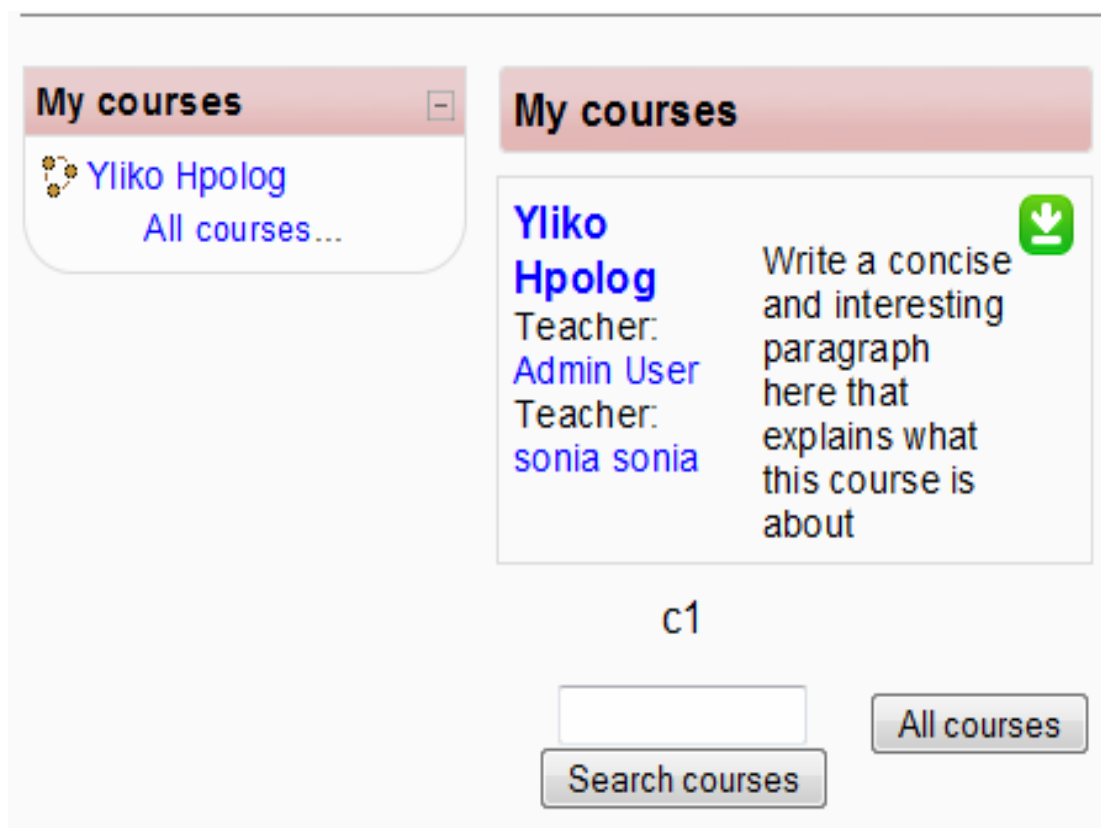 My courses
Yliko Hpolog
All courses...
My courses
Yliko
Hpolog
Teacher:
Admin User
Teacher:
sonia sonia
Write a concise
and interesting
paragraph
here that
explains what
this course is
about
c1
All courses
Search courses